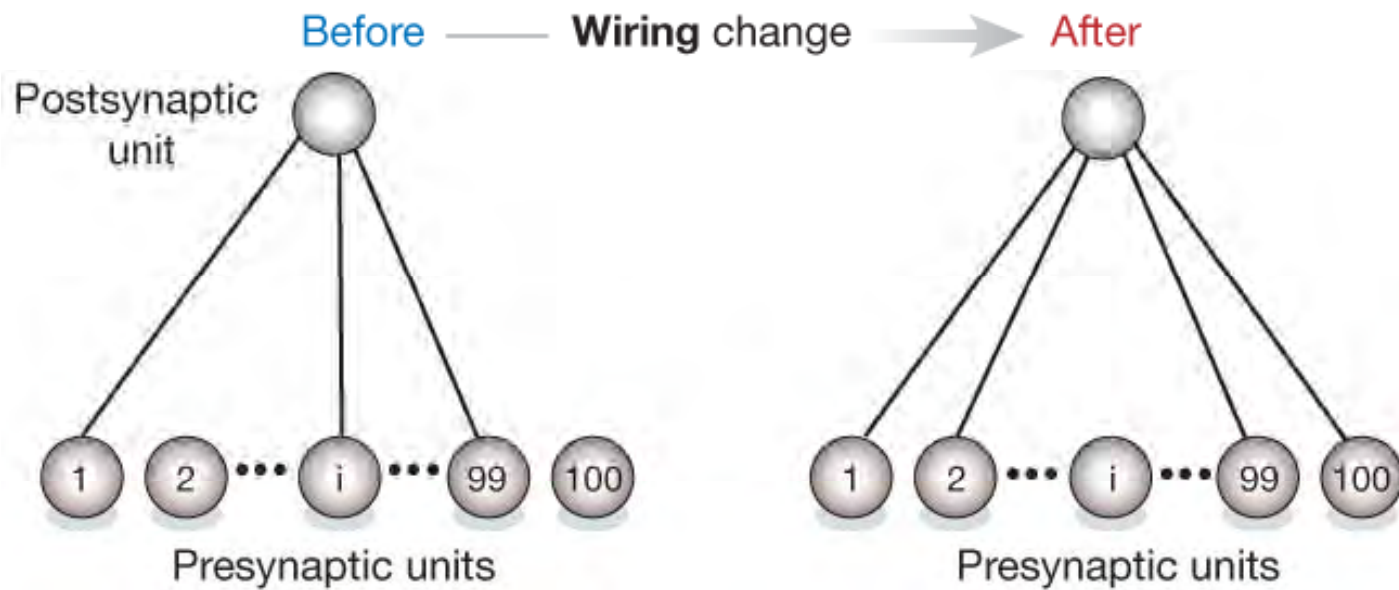 Before Wiring change After
Postsynaptic
unit
1 2 ••• i ••• 99 100
1 2 ••• i ••• 99 100
Presynaptic units
Presynaptic units